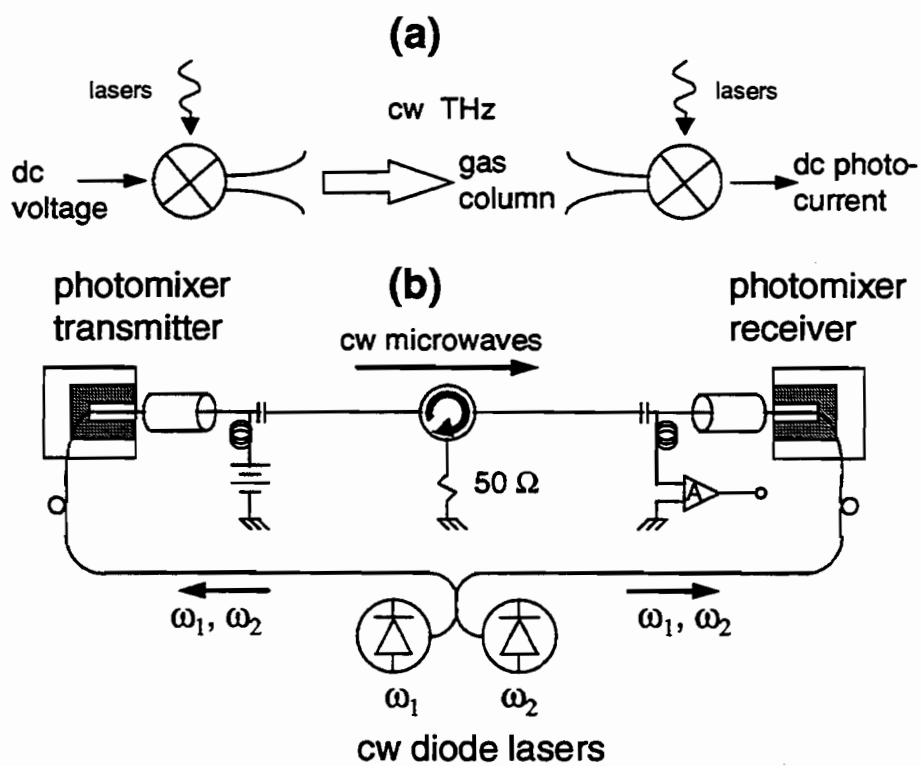 (a)
lasers
cw THz
lasers
dc
voltage
gas
column
dc photo-
current
photomixer
transmitter
(b)
photomixer
receiver
cw microwaves
50 Ω
A
ω₁, ω₂
ω₁, ω₂
ω₁
ω₂
cw diode lasers